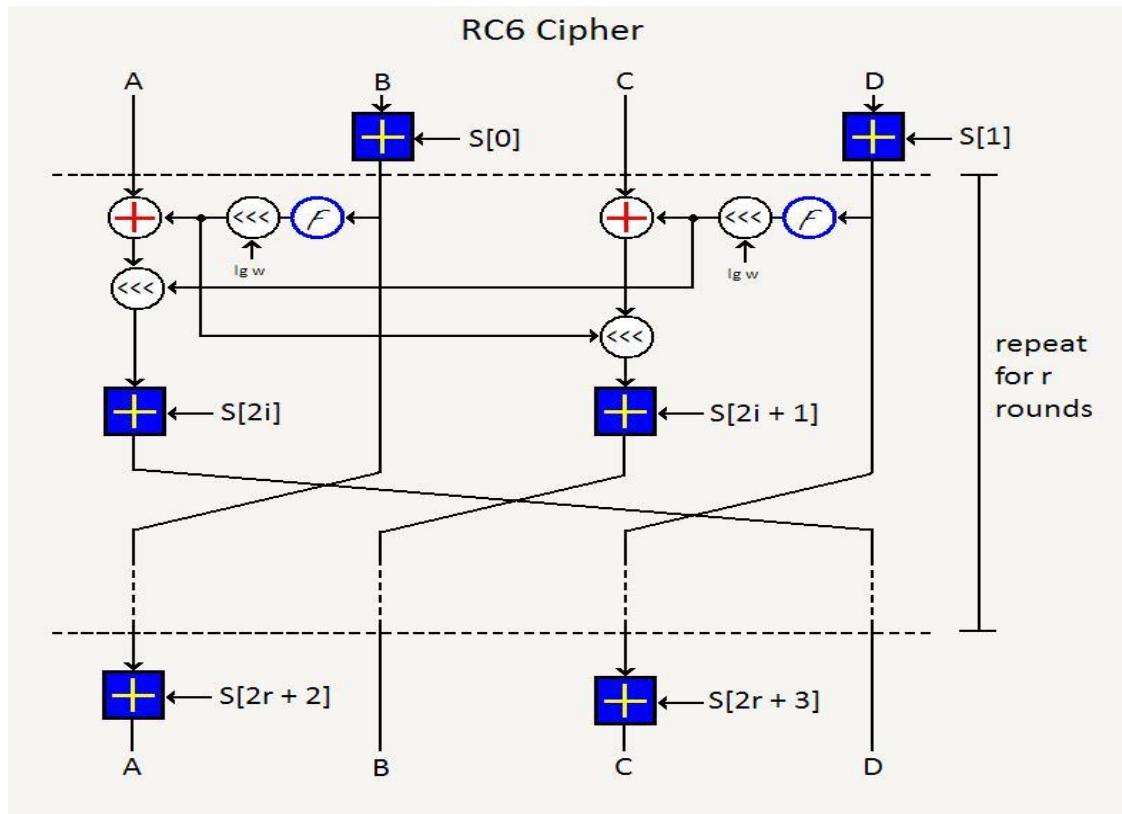 RC6 Cipher
A B C D
S[0] S[1]
<<< F <<< F
lg w lg w
<<<
<<<
repeat
for r
rounds
S[2i] S[2i + 1]
S[2r + 2] S[2r + 3]
A B C D